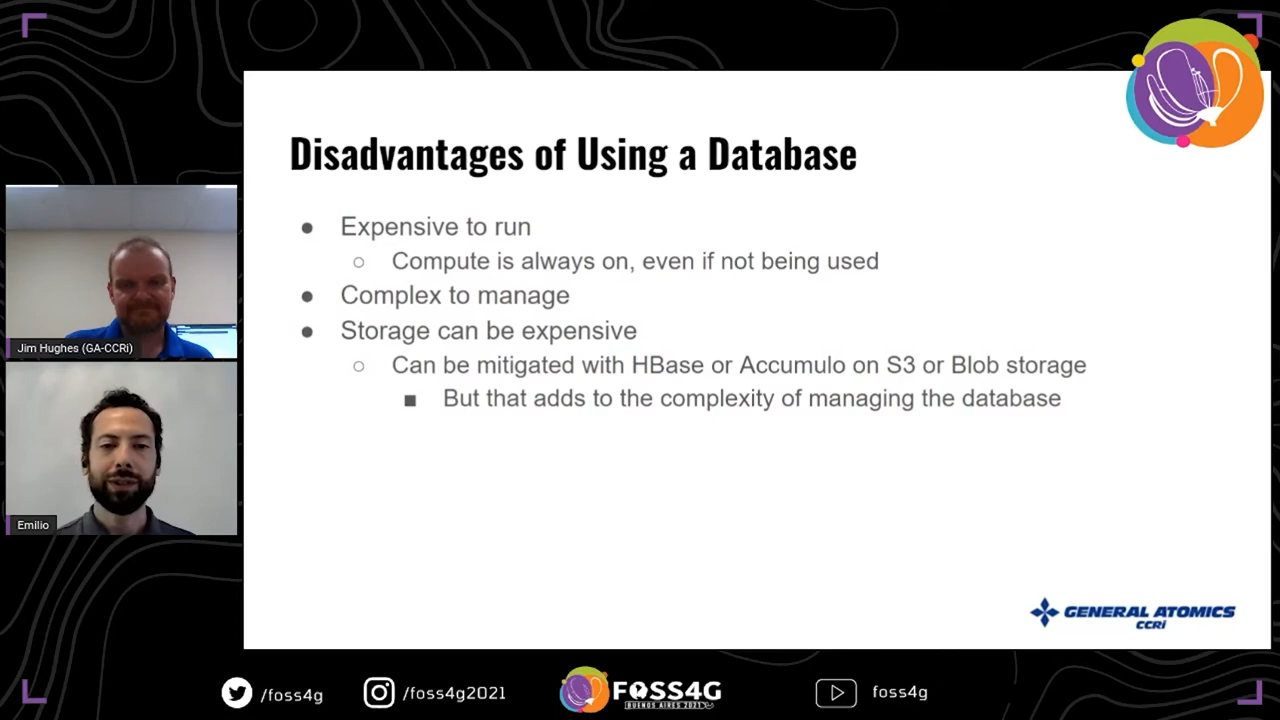 Disadvantages of Using a Database
Expensive to run
Compute is always on, even if not being used
Complex to manage
Storage can be expensive
Can be mitigated with HBase or Accumulo on S3 or Blob storage
But that adds to the complexity of managing the database
Jim Hughes (GA-CCRi)
Emilio
GENERAL ATOMICS
CCRi
/foss4g
/foss4g2021
FOSS4G
BUENOS AIRES 2021
foss4g